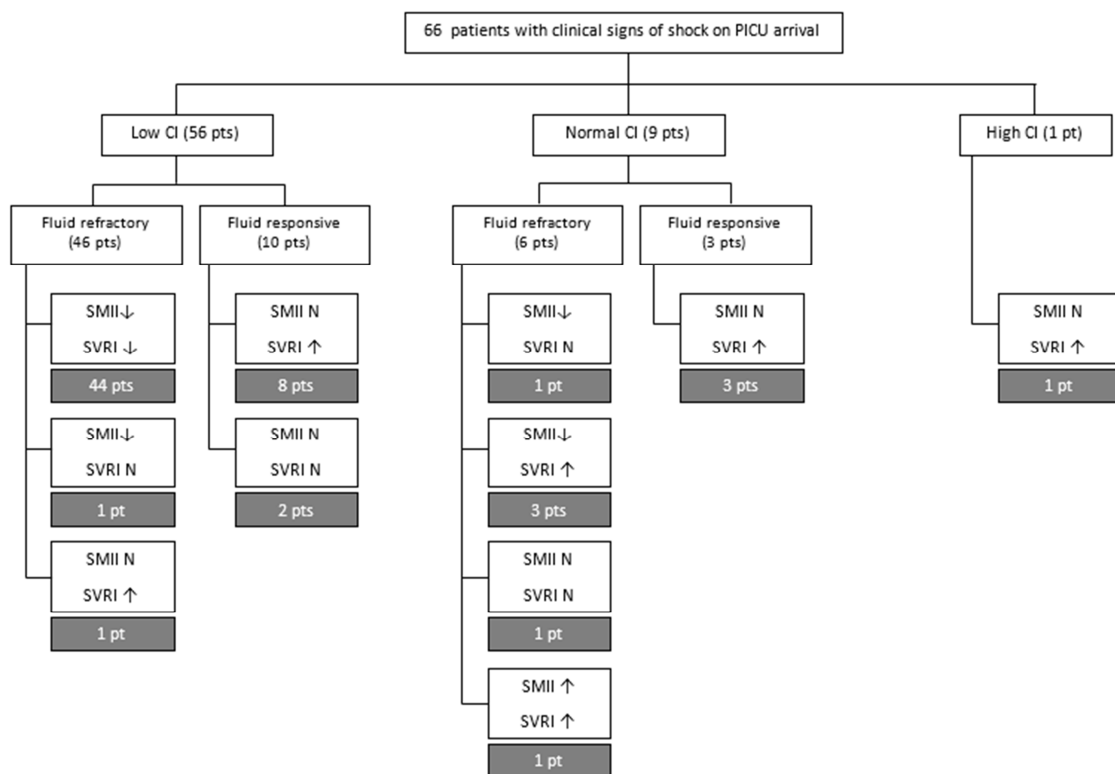 66 patients with clinical signs of shock on PICU arrival
Low CI (56 pts)
Normal CI (9 pts)
High CI (1 pt)
Fluid refractory
(46 pts)
Fluid responsive
(10 pts)
Fluid refractory
(6 pts)
Fluid responsive
(3 pts)
SMII↓
SVRI ↓
44 pts
SMII↓
SVRI N
1 pt
SMII N
SVRI ↑
1 pt
SMII N
SVRI ↑
8 pts
SMII N
SVRI N
2 pts
SMII↓
SVRI N
1 pt
SMII↓
SVRI ↑
3 pts
SMII N
SVRI N
1 pt
SMII ↑
SVRI ↑
1 pt
SMII N
SVRI ↑
3 pts
SMII N
SVRI ↑
1 pt